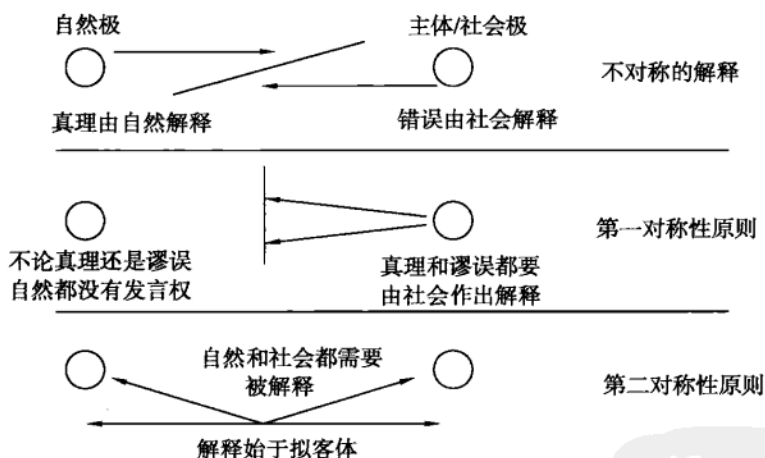 自然极
主体/社会极
不对称的解释
真理由自然解释
错误由社会解释
第一对称性原则
不论真理还是谬误
自然都没有发言权
真理和谬误都要
由社会作出解释
自然和社会都需要
被解释
第二对称性原则
解释始于拟客体